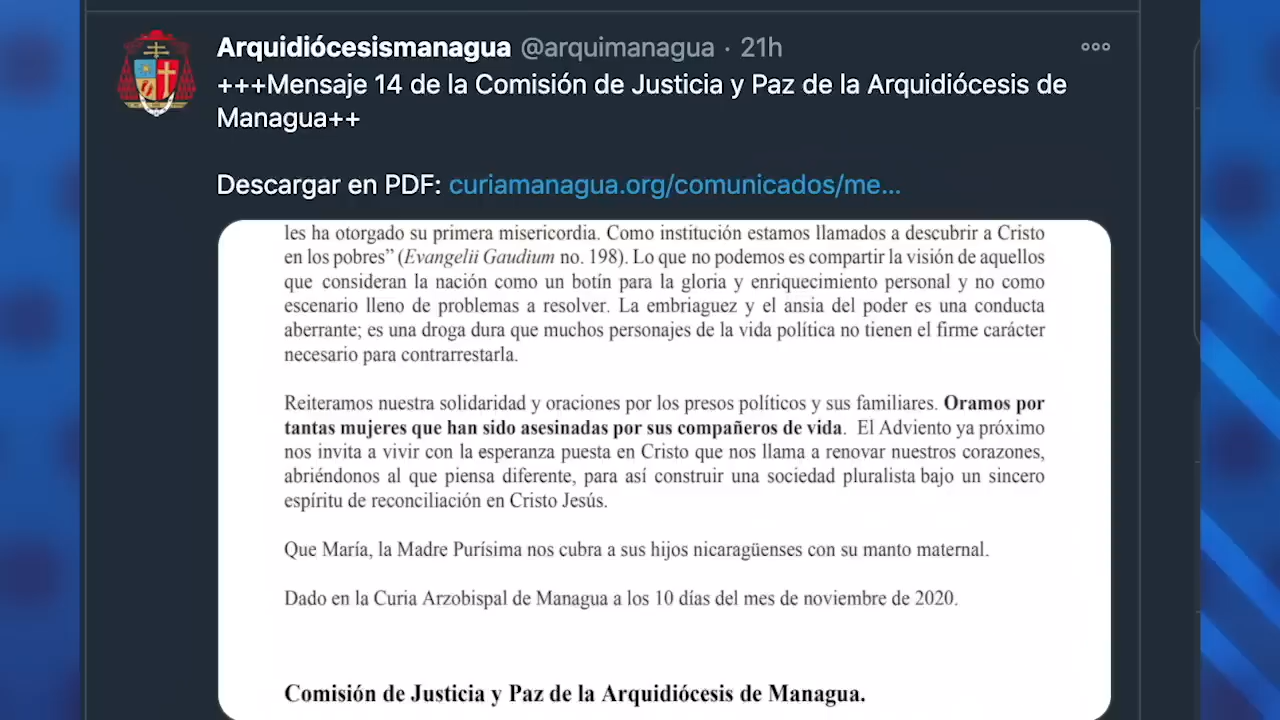 Arquidiócesismanagua @arquimanagua · 21h
+++Mensaje 14 de la Comisión de Justicia y Paz de la Arquidiócesis de
Managua++
Descargar en PDF: curiamanagua.org/comunicados/me...
les ha otorgado su primera misericordia. Como institución estamos llamados a descubrir a Cristo
en los pobres” (Evangelii Gaudium no. 198). Lo que no podemos es compartir la visión de aquellos
que consideran la nación como un botín para la gloria y enriquecimiento personal y no como
escenario lleno de problemas a resolver. La embriaguez y el ansia del poder es una conducta
aberrante; es una droga dura que muchos personajes de la vida política no tienen el firme carácter
necesario para contrarrestarla.
Reiteramos nuestra solidaridad y oraciones por los presos políticos y sus familiares. Oramos por
tantas mujeres que han sido asesinadas por sus compañeros de vida. El Adviento ya próximo
nos invita a vivir con la esperanza puesta en Cristo que nos llama a renovar nuestros corazones,
abriéndonos al que piensa diferente, para así construir una sociedad pluralista bajo un sincero
espíritu de reconciliación en Cristo Jesús.
Que María, la Madre Purísima nos cubra a sus hijos nicaragüenses con su manto maternal.
Dado en la Curia Arzobispal de Managua a los 10 días del mes de noviembre de 2020.
Comisión de Justicia y Paz de la Arquidiócesis de Managua.